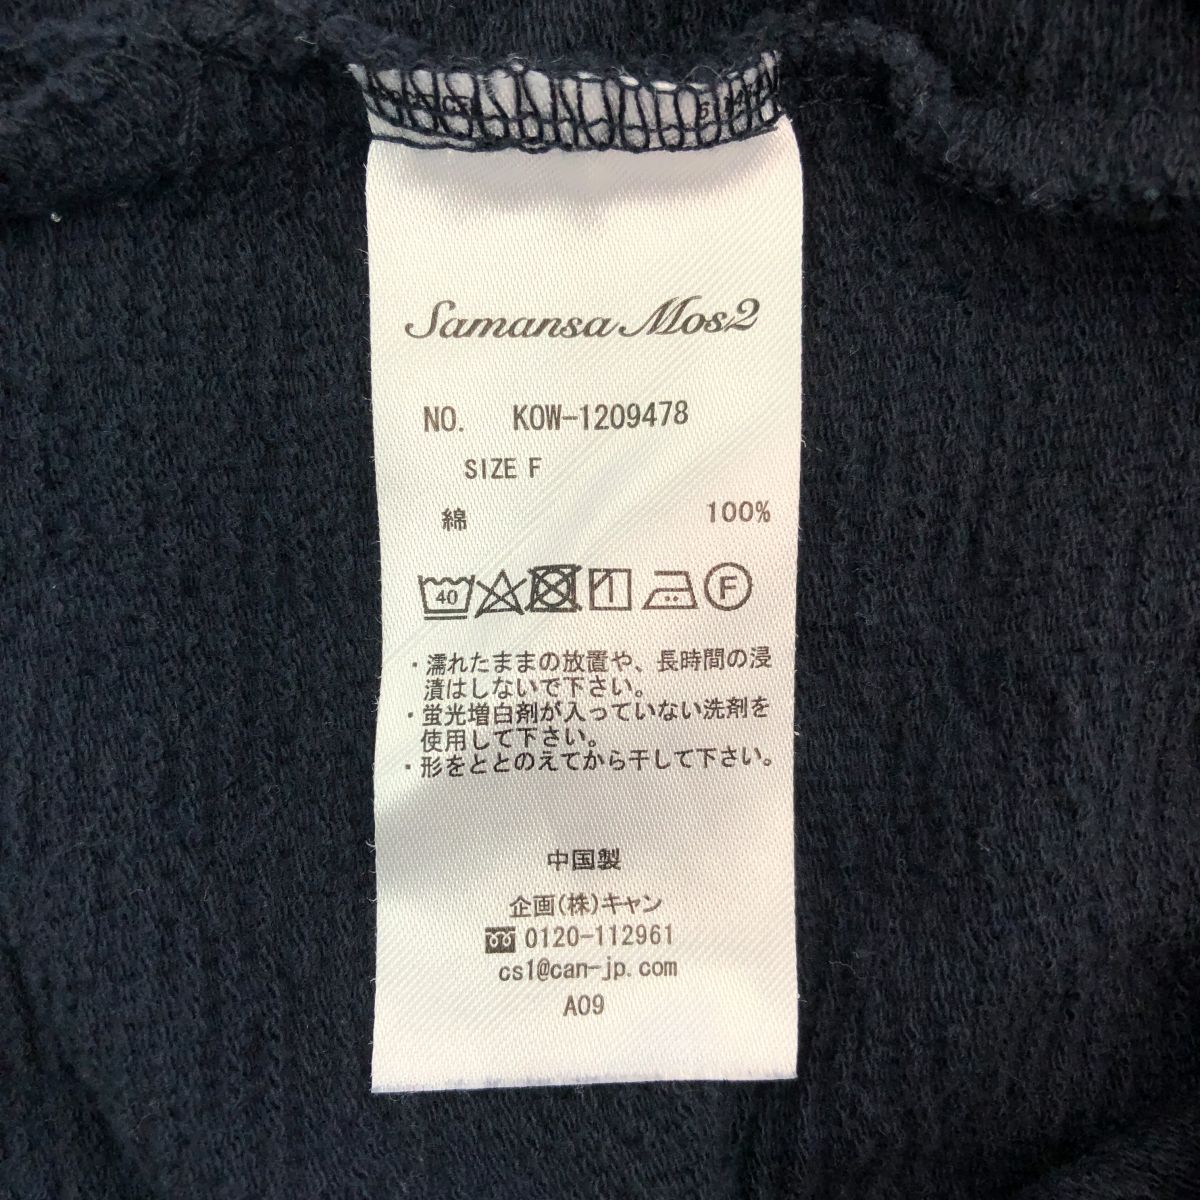 Samansa Mos2
NO. KOW-1209478
SIZE F
綿 100%
40 F
・濡れたままの放置や、長時間の浸
漬はしないで下さい。
・蛍光増白剤が入っていない洗剤を
使用して下さい。
・形をととのえてから干して下さい。
中国製
企画(株)キャン
0120-112961
cs1@can-jp.com
A09